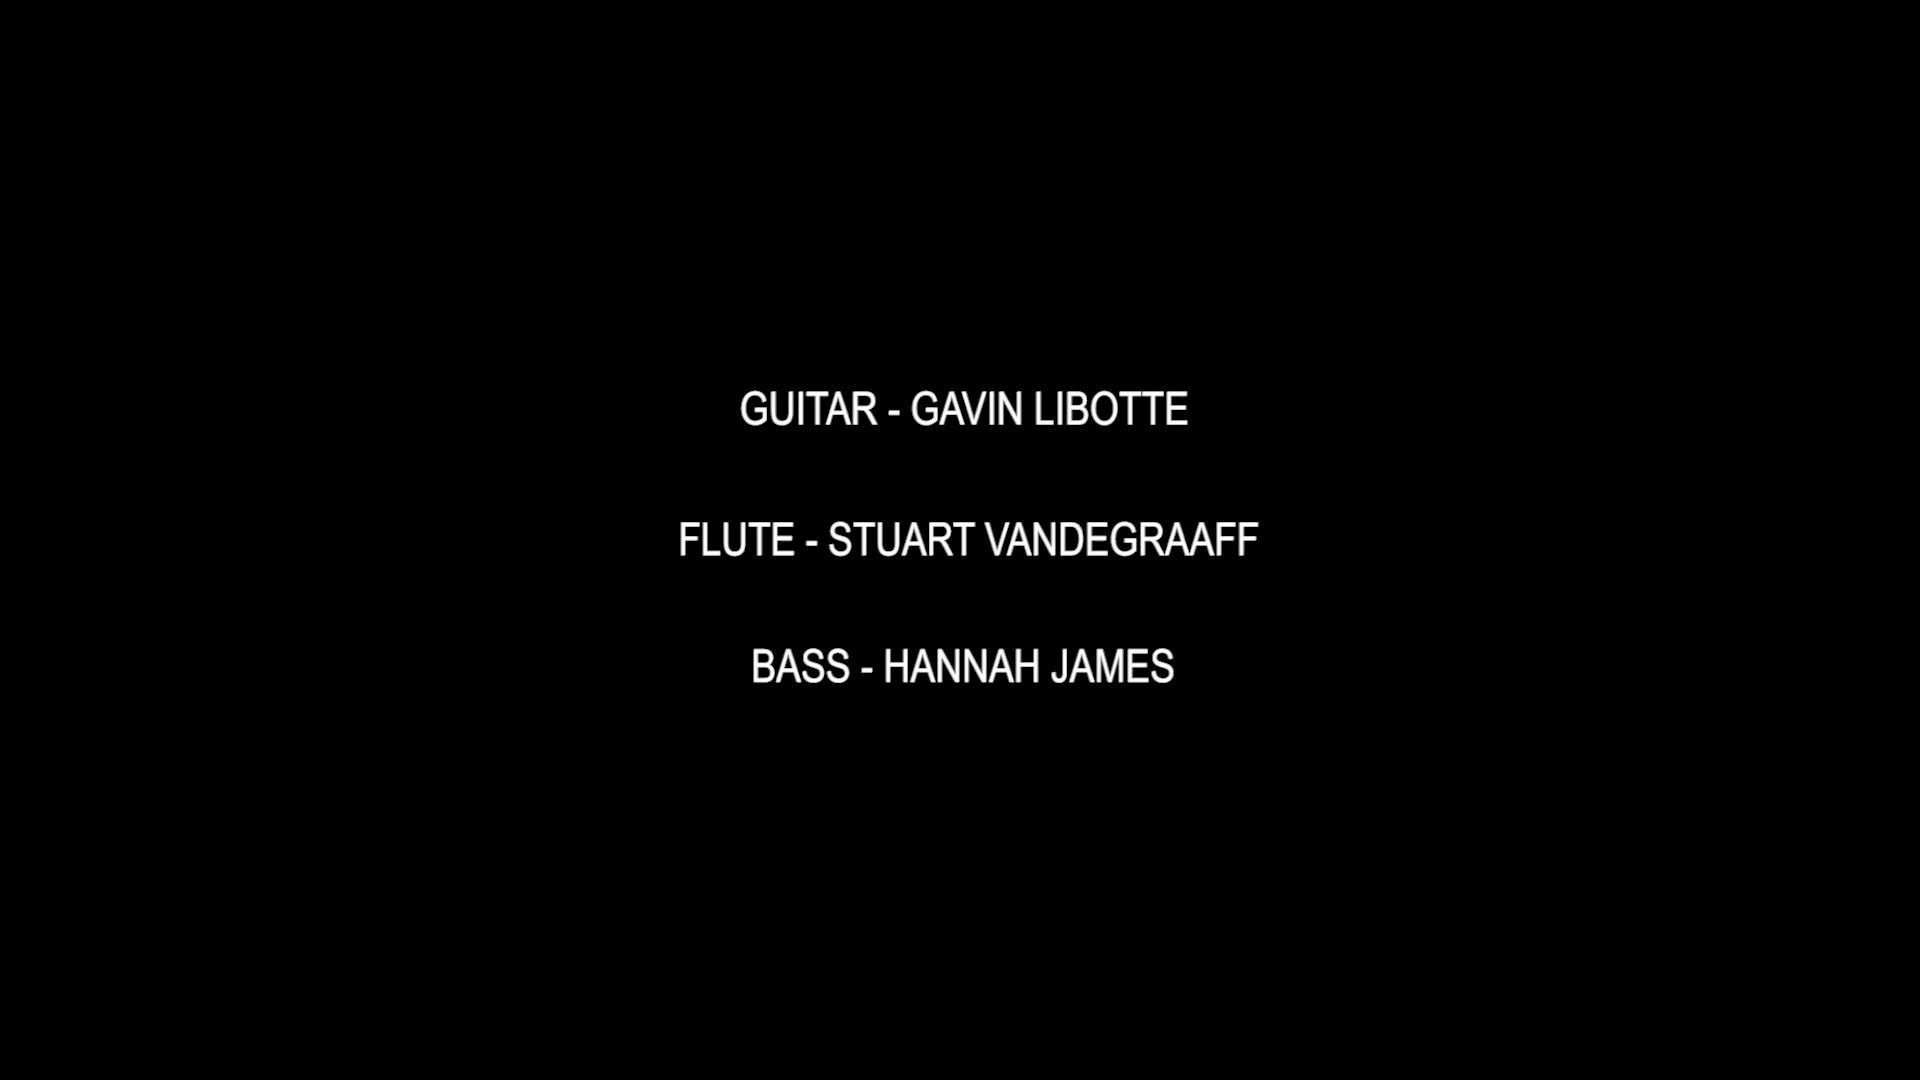 GUITAR - GAVIN LIBOTTE
FLUTE - STUART VANDEGRAAFF
BASS - HANNAH JAMES